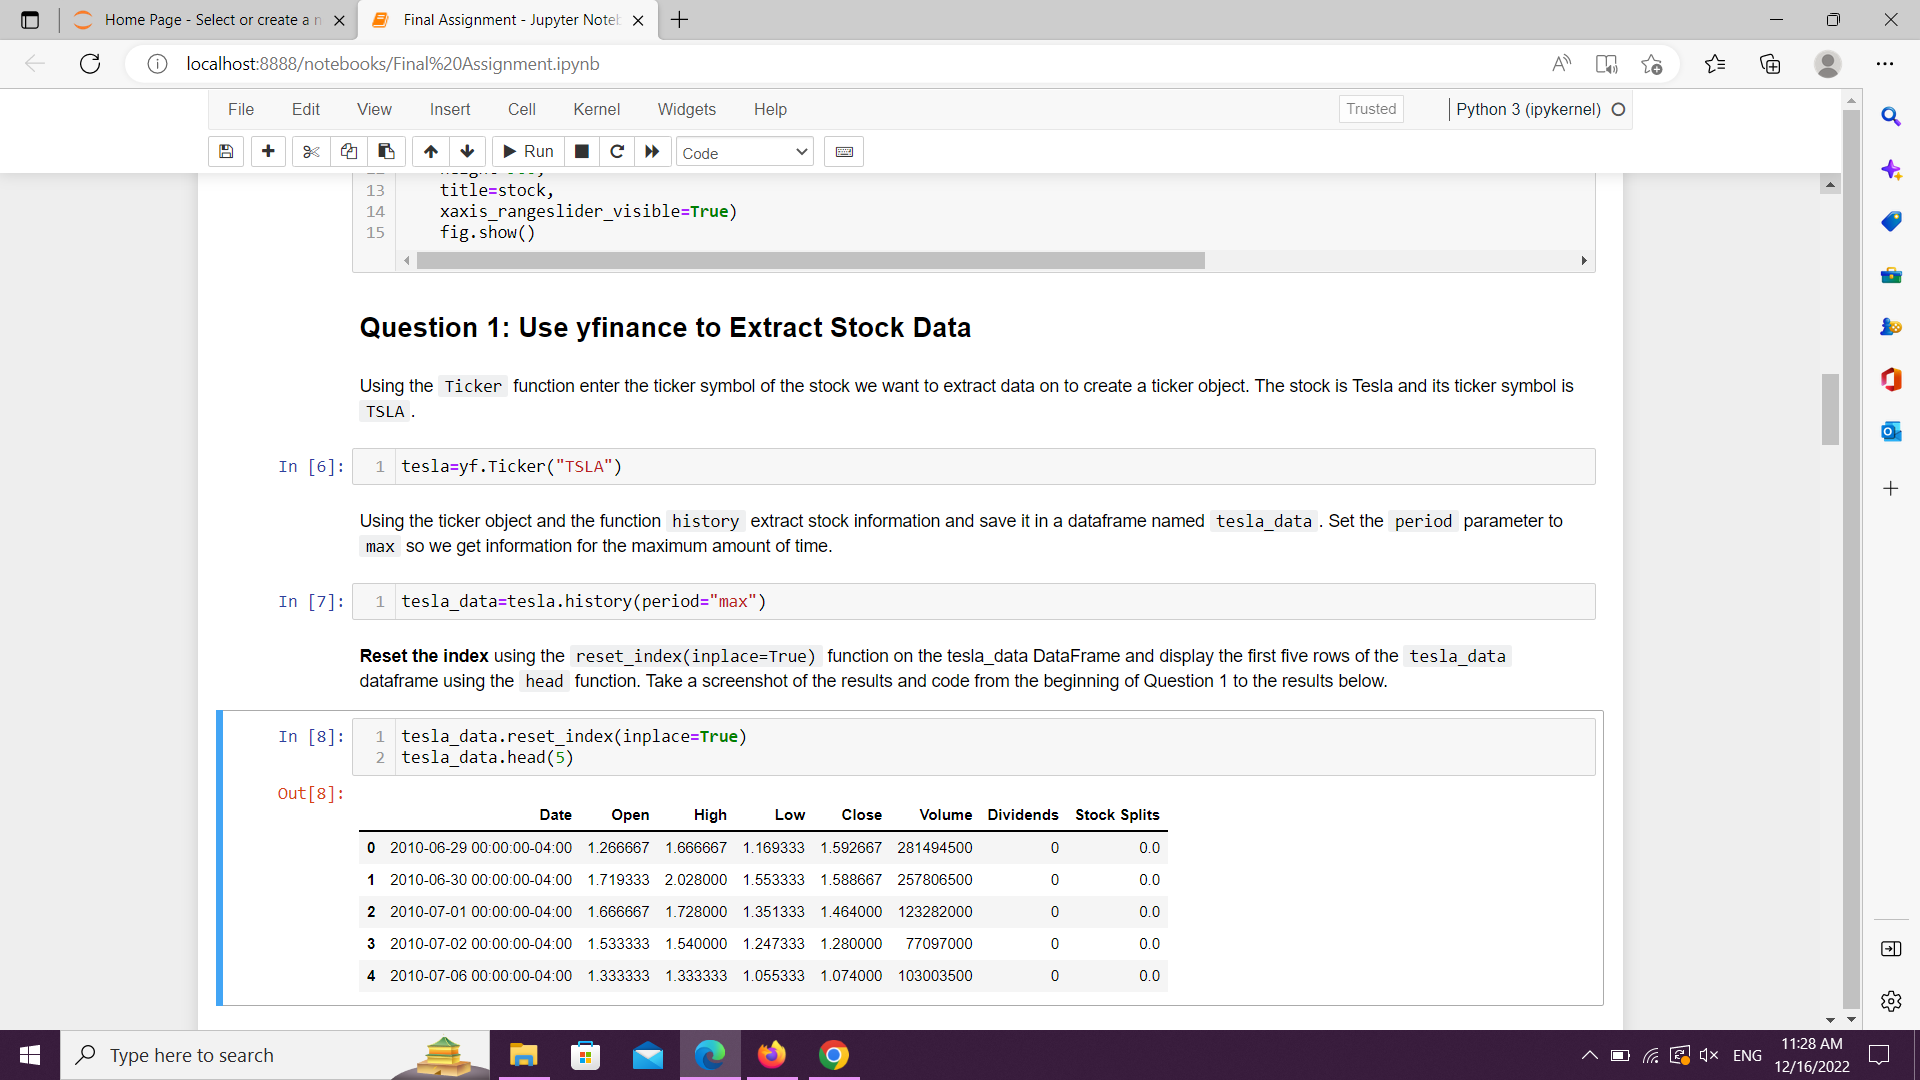 Home Page - Select or create a n
Final Assignment - Jupyter Noteb
localhost:8888/notebooks/Final%20Assignment.ipynb
File Edit View Insert Cell Kernel Widgets Help Trusted Python 3 (ipykernel)
Run Code
13 title=stock,
14 xaxis_rangeslider_visible=True)
15 fig.show()
Question 1: Use yfinance to Extract Stock Data
Using the Ticker function enter the ticker symbol of the stock we want to extract data on to create a ticker object. The stock is Tesla and its ticker symbol is
TSLA .
In [6]: 1 tesla=yf.Ticker("TSLA")
Using the ticker object and the function history extract stock information and save it in a dataframe named tesla_data . Set the period parameter to
max so we get information for the maximum amount of time.
In [7]: 1 tesla_data=tesla.history(period="max")
Reset the index using the reset_index(inplace=True) function on the tesla_data DataFrame and display the first five rows of the tesla_data
dataframe using the head function. Take a screenshot of the results and code from the beginning of Question 1 to the results below.
In [8]: 1 tesla_data.reset_index(inplace=True)
2 tesla_data.head(5)
Out[8]:
Date Open High Low Close Volume Dividends Stock Splits
0 2010-06-29 00:00:00-04:00 1.266667 1.666667 1.169333 1.592667 281494500 0 0.0
1 2010-06-30 00:00:00-04:00 1.719333 2.028000 1.553333 1.588667 257806500 0 0.0
2 2010-07-01 00:00:00-04:00 1.666667 1.728000 1.351333 1.464000 123282000 0 0.0
3 2010-07-02 00:00:00-04:00 1.533333 1.540000 1.247333 1.280000 77097000 0 0.0
4 2010-07-06 00:00:00-04:00 1.333333 1.333333 1.055333 1.074000 103003500 0 0.0
Type here to search
ENG
11:28 AM
12/16/2022